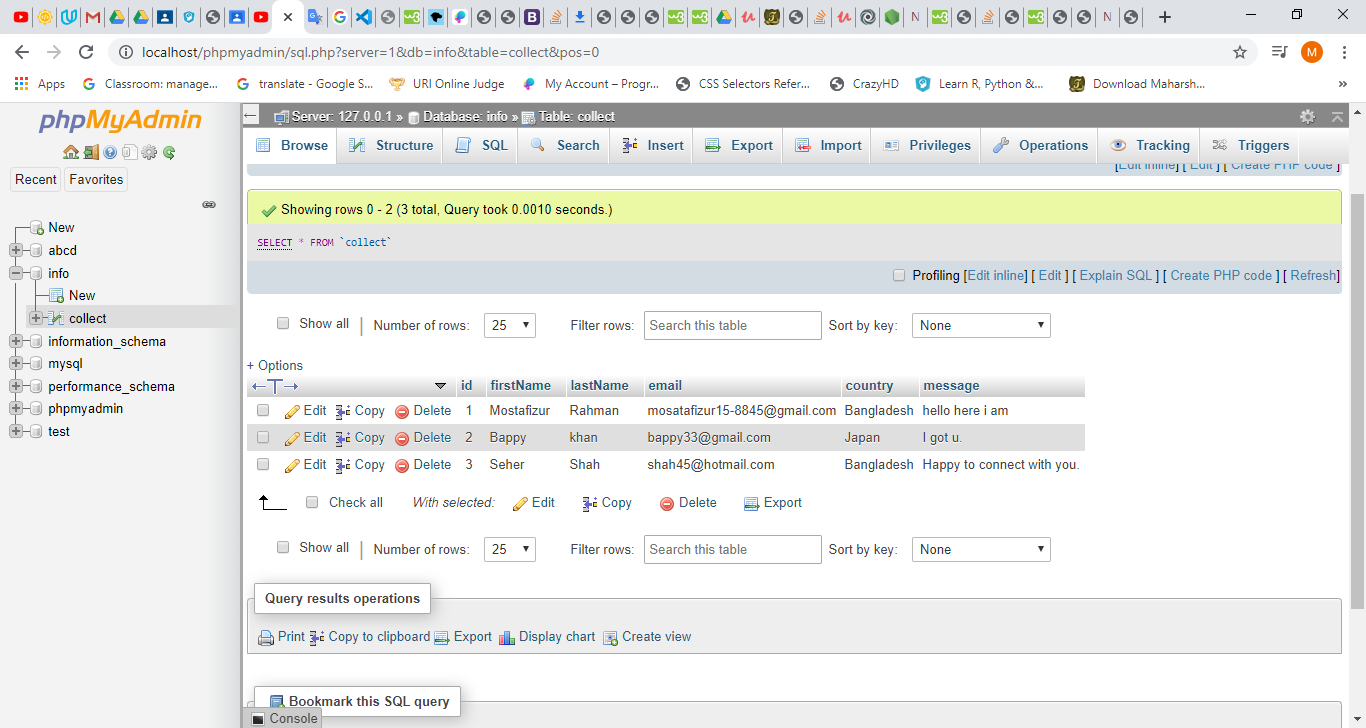 localhost/phpmyadmin/sql.php?server=1&db=info&table=collect&pos=0
M
Apps Classroom: manage... translate - Google S... URI Online Judge My Account – Progr... CSS Selectors Refer... CrazyHD Learn R, Python &... Download Maharsh... »
phpMyAdmin
Recent Favorites
New
abcd
info
New
collect
information_schema
mysql
performance_schema
phpmyadmin
test
Server: 127.0.0.1 » Database: info » Table: collect
Browse Structure SQL Search Insert Export Import Privileges Operations Tracking Triggers
[Edit inline] [ Edit ] [ Create PHP code ]
Showing rows 0 - 2 (3 total, Query took 0.0010 seconds.)
SELECT * FROM `collect`
Profiling [Edit inline] [ Edit ] [ Explain SQL ] [ Create PHP code ] [ Refresh]
Show all | Number of rows: 25 Filter rows: Search this table Sort by key: None
+ Options
←T→ id firstName lastName email country message
Edit Copy Delete 1 Mostafizur Rahman mosatafizur15-8845@gmail.com Bangladesh hello here i am
Edit Copy Delete 2 Bappy khan bappy33@gmail.com Japan I got u.
Edit Copy Delete 3 Seher Shah shah45@hotmail.com Bangladesh Happy to connect with you.
Check all With selected: Edit Copy Delete Export
Show all | Number of rows: 25 Filter rows: Search this table Sort by key: None
Query results operations
Print Copy to clipboard Export Display chart Create view
Bookmark this SQL query
Console